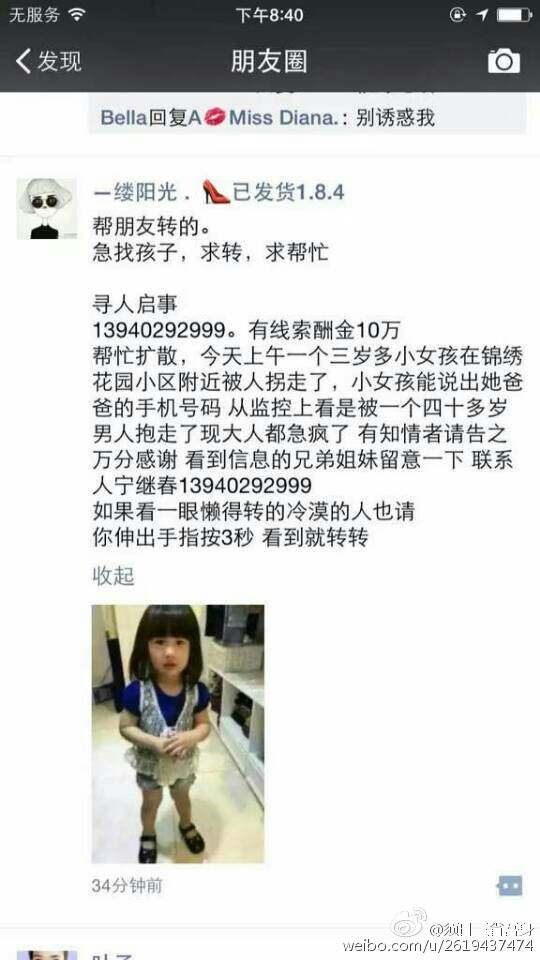 无服务
下午8:40
发现
朋友圈
Bella回复A💋Miss Diana.: 别诱惑我
一缕阳光. 👠已发货1.8.4
帮朋友转的。
急找孩子，求转，求帮忙
寻人启事
13940292999。有线索酬金10万
帮忙扩散，今天上午一个三岁多小女孩在锦绣
花园小区附近被人拐走了，小女孩能说出她爸
爸的手机号码 从监控上看是被一个四十多岁
男人抱走了现大人都急疯了 有知情者请告之
万分感谢 看到信息的兄弟姐妹留意一下 联系
人宁继春13940292999
如果看一眼懒得转的冷漠的人也请
你伸出手指按3秒 看到就转转
收起
34分钟前
weibo.com/u/2619437474